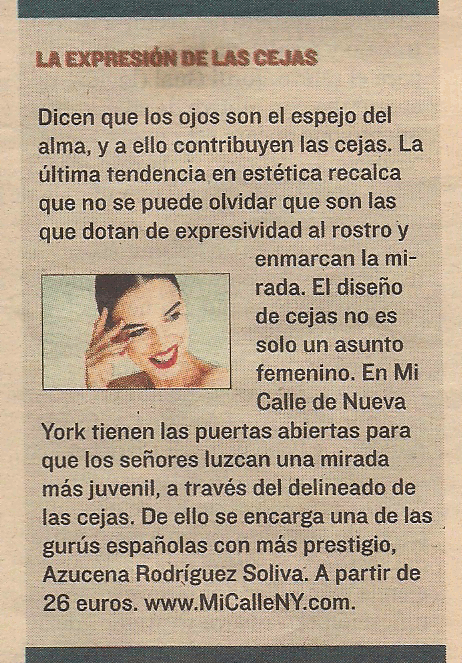 LA EXPRESIÓN DE LAS CEJAS
Dicen que los ojos son el espejo del
alma, y a ello contribuyen las cejas. La
última tendencia en estética recalca
que no se puede olvidar que son las
que dotan de expresividad al rostro y
enmarcan la mi-
rada. El diseño
de cejas no es
solo un asunto
femenino. En Mi
Calle de Nueva
York tienen las puertas abiertas para
que los señores luzcan una mirada
más juvenil, a través del delineado de
las cejas. De ello se encarga una de las
gurús españolas con más prestigio,
Azucena Rodríguez Soliva. A partir de
26 euros. www.MiCalleNY.com.